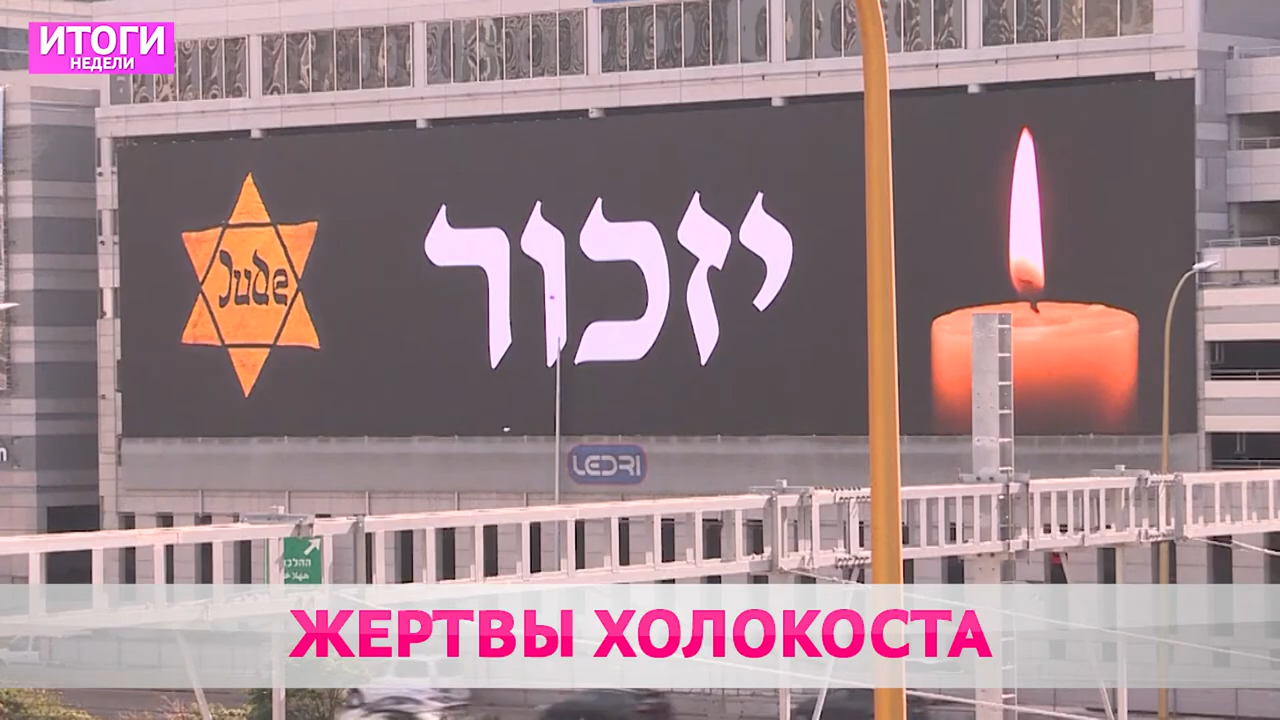 ИТОГИ
НЕДЕЛИ
Jude
יזכור
LEDRI
ЖЕРТВЫ ХОЛОКОСТА